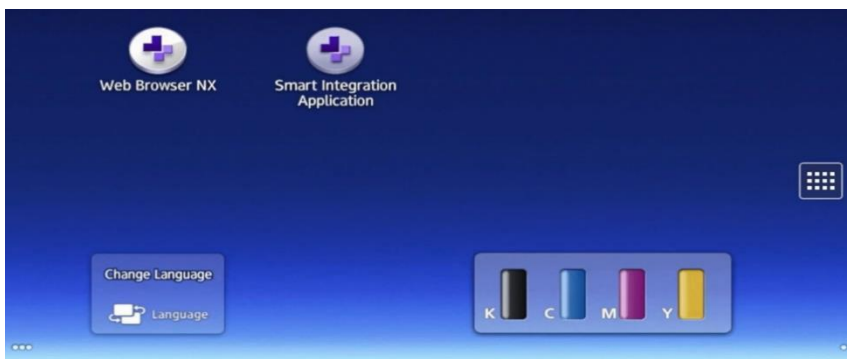 Web Browser NX
Smart Integration
Application
Change Language
Language
K C M Y